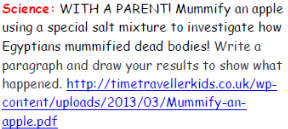 Science: WITH A PARENT! Mummify an apple
using a special salt mixture to investigate how
Egyptians mummified dead bodies! Write a
paragraph and draw your results to show what
happened. http://timetravellerkids.co.uk/wp-
content/uploads/2013/03/Mummify-an-
apple.pdf